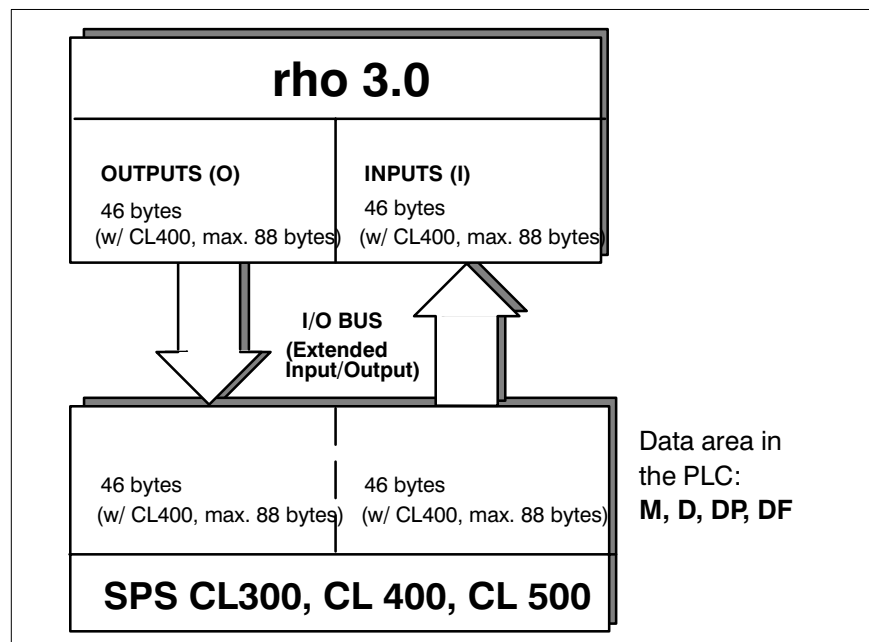 rho 3.0
OUTPUTS (O)
46 bytes
(w/ CL400, max. 88 bytes)
INPUTS (I)
46 bytes
(w/ CL400, max. 88 bytes)
I/O BUS
(Extended
Input/Output)
46 bytes
(w/ CL400, max. 88 bytes)
46 bytes
(w/ CL400, max. 88 bytes)
Data area in
the PLC:
M, D, DP, DF
SPS CL300, CL 400, CL 500